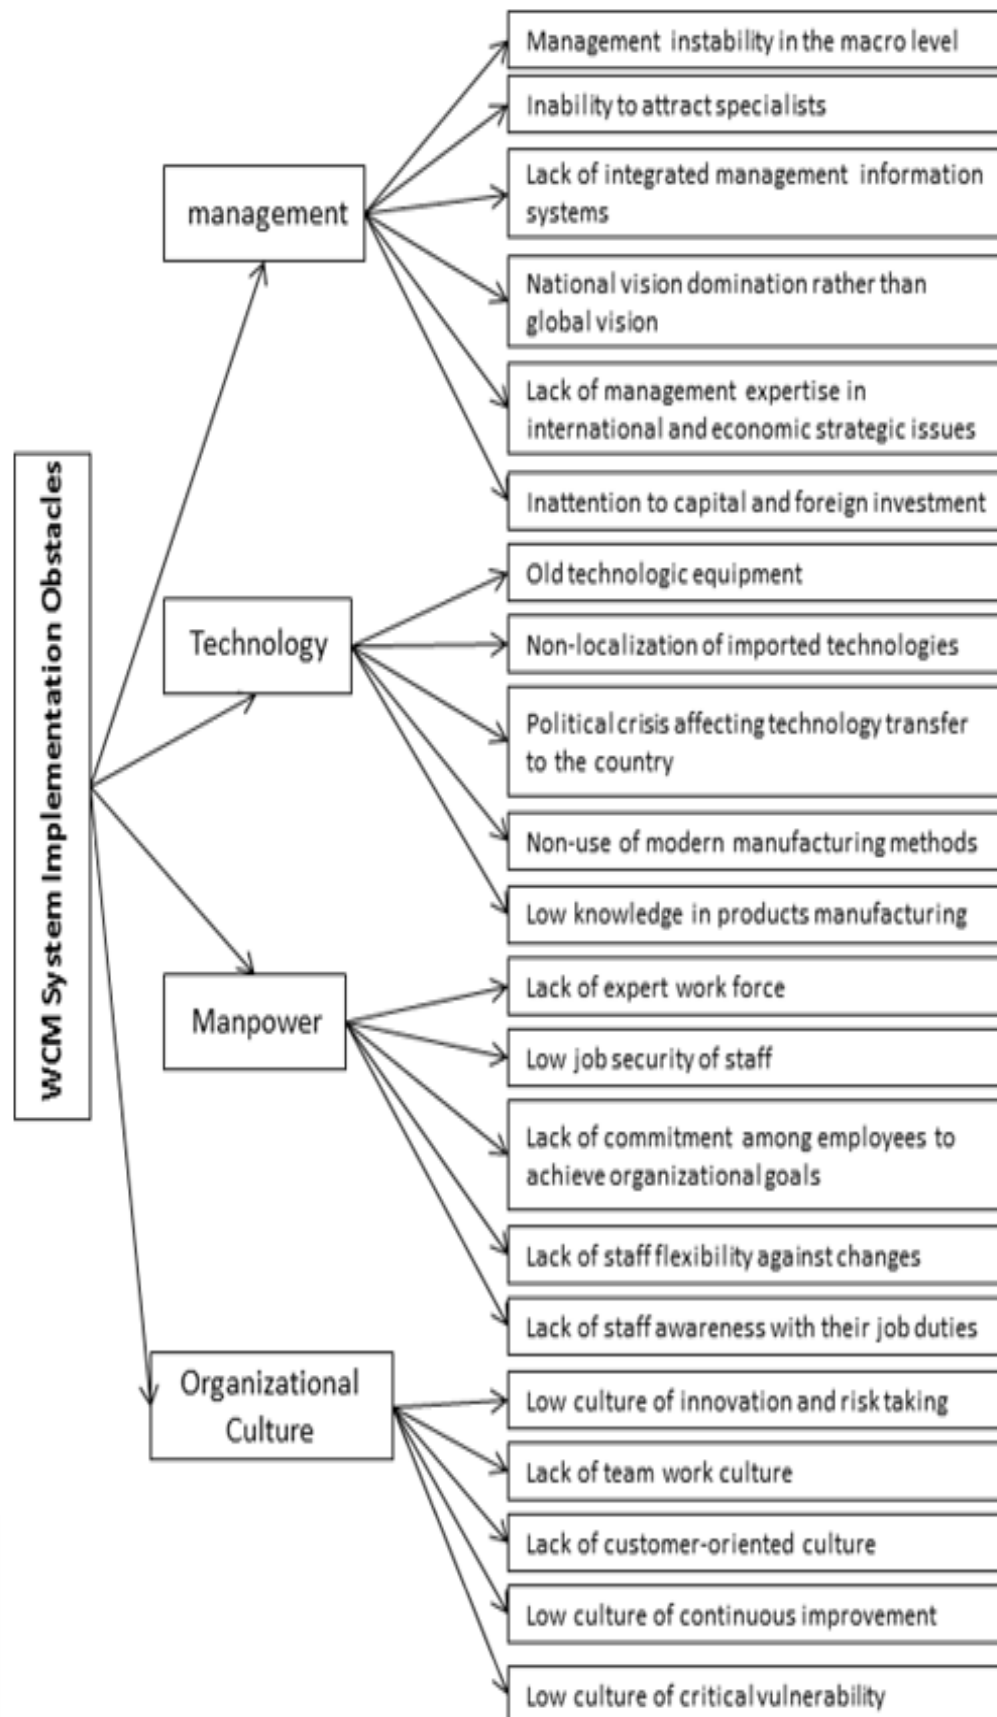 WCM System Implementation Obstacles
management
Management instability in the macro level
Inability to attract specialists
Lack of integrated management information
systems
National vision domination rather than
global vision
Lack of management expertise in
international and economic strategic issues
Inattention to capital and foreign investment
Technology
Old technologic equipment
Non-localization of imported technologies
Political crisis affecting technology transfer
to the country
Non-use of modern manufacturing methods
Low knowledge in products manufacturing
Manpower
Lack of expert work force
Low job security of staff
Lack of commitment among employees to
achieve organizational goals
Lack of staff flexibility against changes
Lack of staff awareness with their job duties
Organizational
Culture
Low culture of innovation and risk taking
Lack of team work culture
Lack of customer-oriented culture
Low culture of continuous improvement
Low culture of critical vulnerability